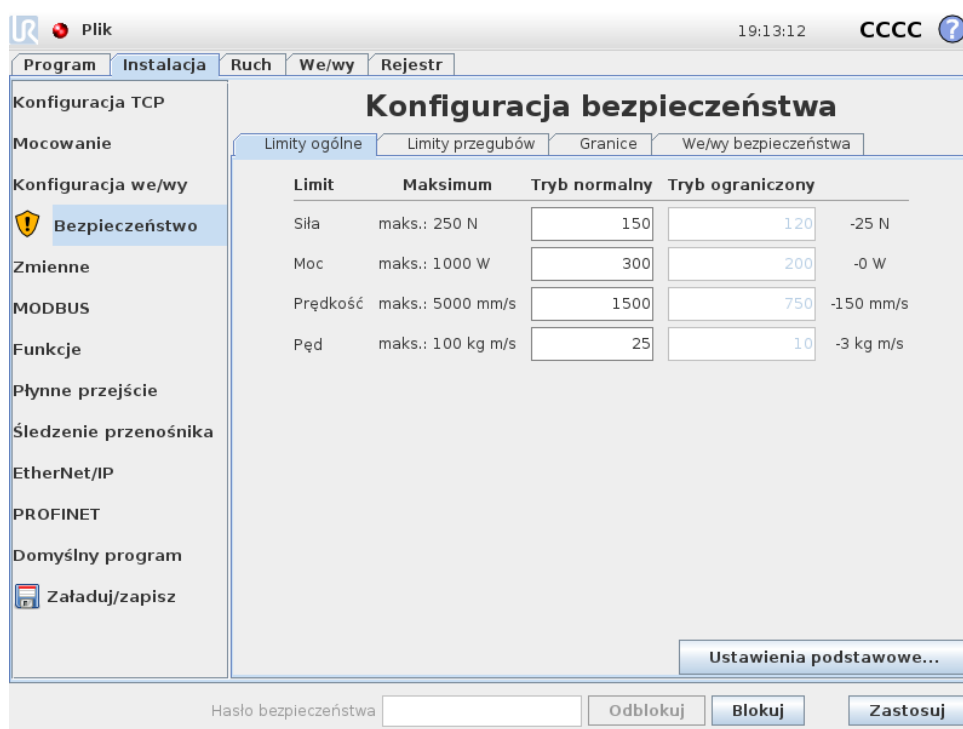 UR Plik 19:13:12 CCCC ?
Program Instalacja Ruch We/wy Rejestr
Konfiguracja TCP
Mocowanie
Konfiguracja we/wy
Bezpieczeństwo
Zmienne
MODBUS
Funkcje
Płynne przejście
Śledzenie przenośnika
EtherNet/IP
PROFINET
Domyślny program
Załaduj/zapisz
Konfiguracja bezpieczeństwa
Limity ogólne Limity przegubów Granice We/wy bezpieczeństwa
Limit Maksimum Tryb normalny Tryb ograniczony
Siła maks.: 250 N 150 120 -25 N
Moc maks.: 1000 W 300 200 -0 W
Prędkość maks.: 5000 mm/s 1500 750 -150 mm/s
Pęd maks.: 100 kg m/s 25 10 -3 kg m/s
Ustawienia podstawowe...
Hasło bezpieczeństwa Odblokuj Blokuj Zastosuj